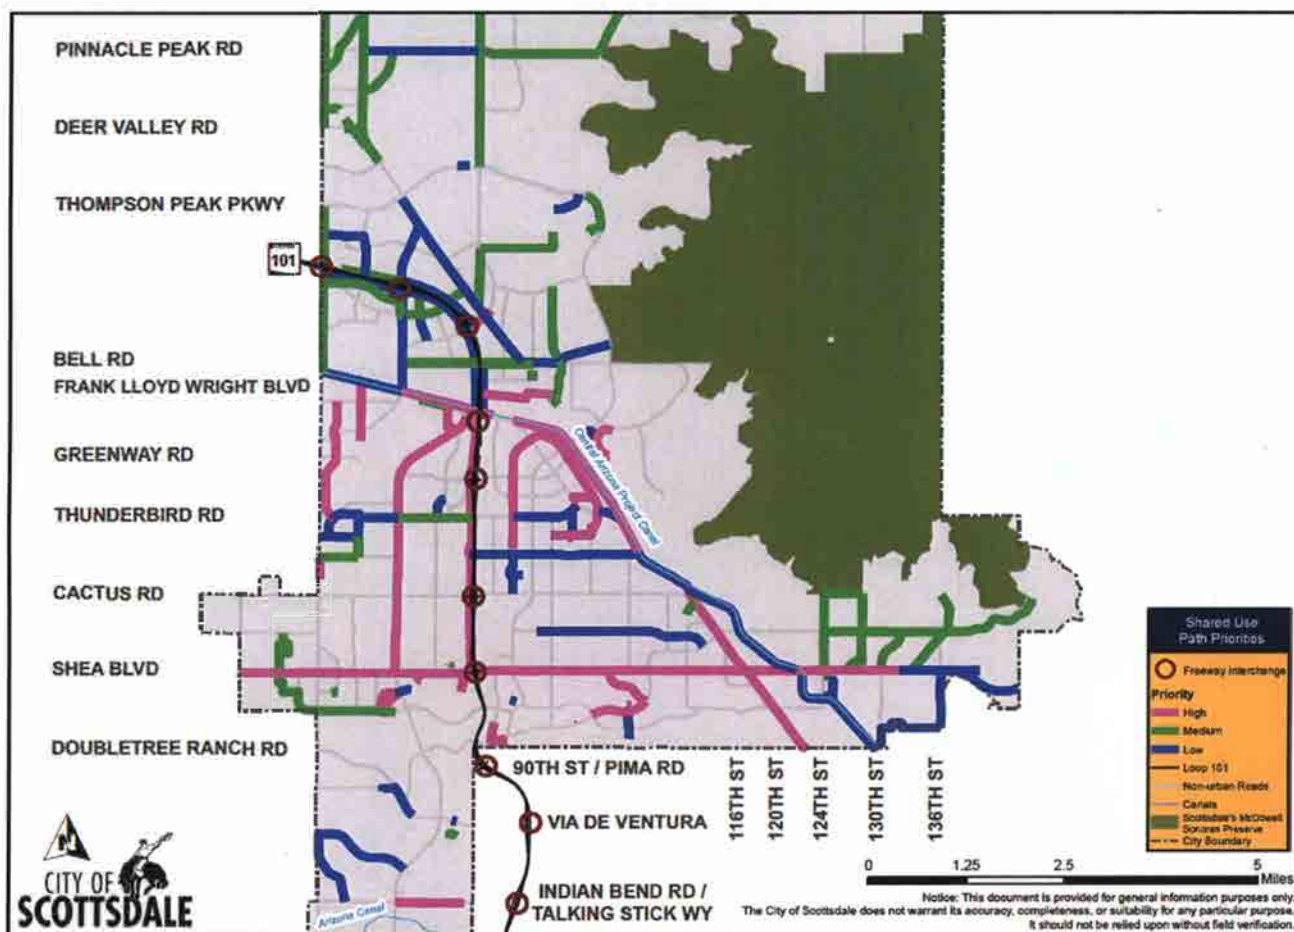 PINNACLE PEAK RD
DEER VALLEY RD
THOMPSON PEAK PKWY
101
BELL RD
FRANK LLOYD WRIGHT BLVD
GREENWAY RD
THUNDERBIRD RD
CACTUS RD
SHEA BLVD
DOUBLETREE RANCH RD
Central Arizona Project Canal
90TH ST / PIMA RD
VIA DE VENTURA
INDIAN BEND RD /
TALKING STICK WY
116TH ST
120TH ST
124TH ST
130TH ST
136TH ST
Arizona Canal
N
CITY OF
SCOTTSDALE
Shared Use
Path Priorities
Freeway Interchange
Priority
High
Medium
Low
Loop 101
Non-urban Roads
Canals
Scottsdale's McDowell
Sonoran Preserve
City Boundary
0 1.25 2.5 5
Miles
Notice: This document is provided for general information purposes only.
The City of Scottsdale does not warrant its accuracy, completeness, or suitability for any particular purpose.
It should not be relied upon without field verification.